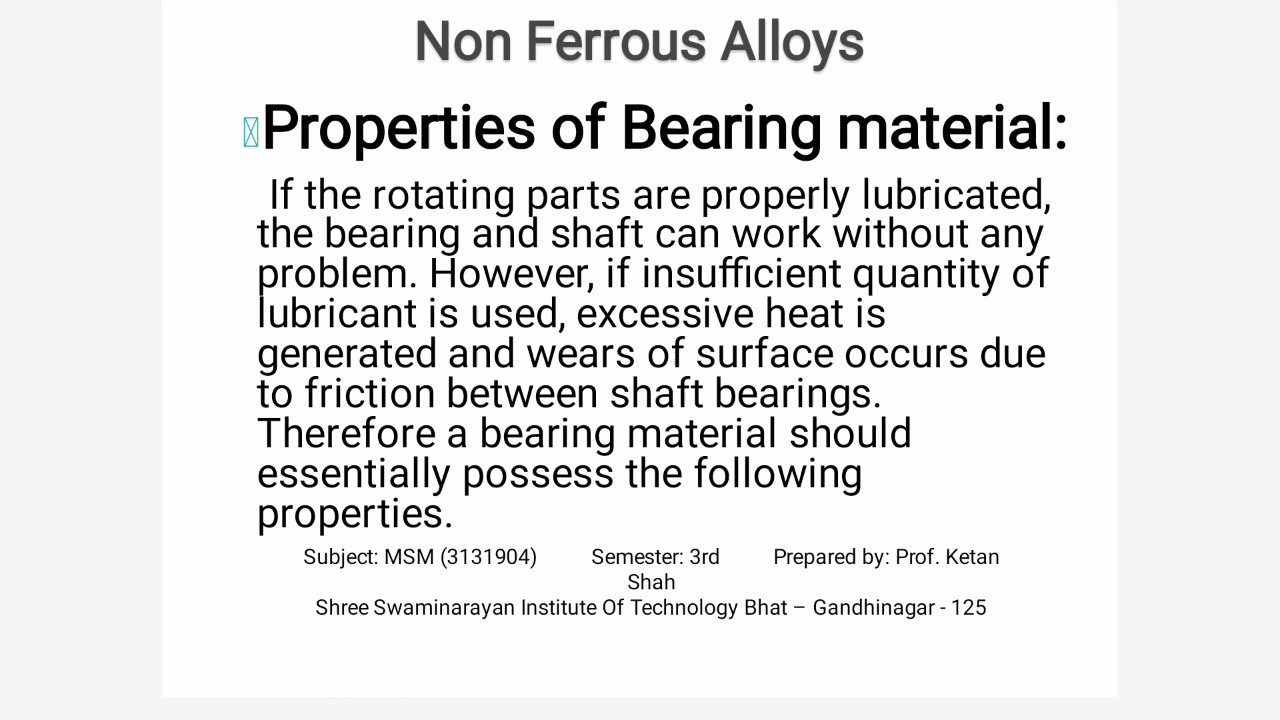 Non Ferrous Alloys
Properties of Bearing material:
If the rotating parts are properly lubricated,
the bearing and shaft can work without any
problem. However, if insufficient quantity of
lubricant is used, excessive heat is
generated and wears of surface occurs due
to friction between shaft bearings.
Therefore a bearing material should
essentially possess the following
properties.
Subject: MSM (3131904) Semester: 3rd Prepared by: Prof. Ketan
Shah
Shree Swaminarayan Institute Of Technology Bhat – Gandhinagar - 125